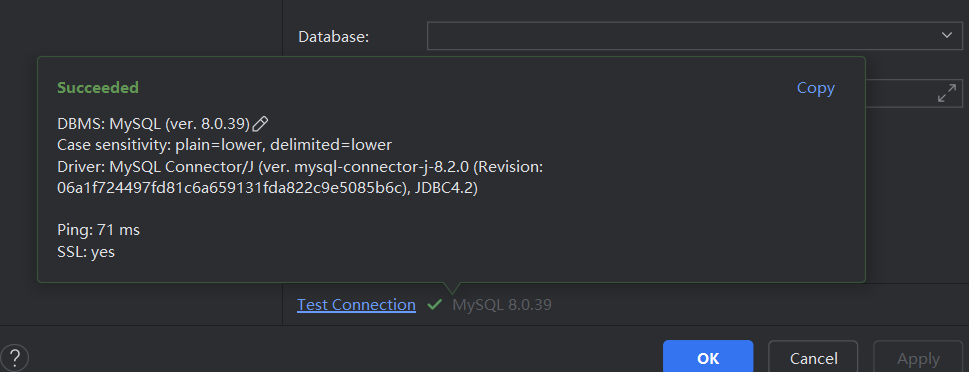 Database:
Succeeded
Copy
DBMS: MySQL (ver. 8.0.39)
Case sensitivity: plain=lower, delimited=lower
Driver: MySQL Connector/J (ver. mysql-connector-j-8.2.0 (Revision:
06a1f724497fd81c6a659131fda822c9e5085b6c), JDBC4.2)
Ping: 71 ms
SSL: yes
Test Connection MySQL 8.0.39
?
OK
Cancel
Apply